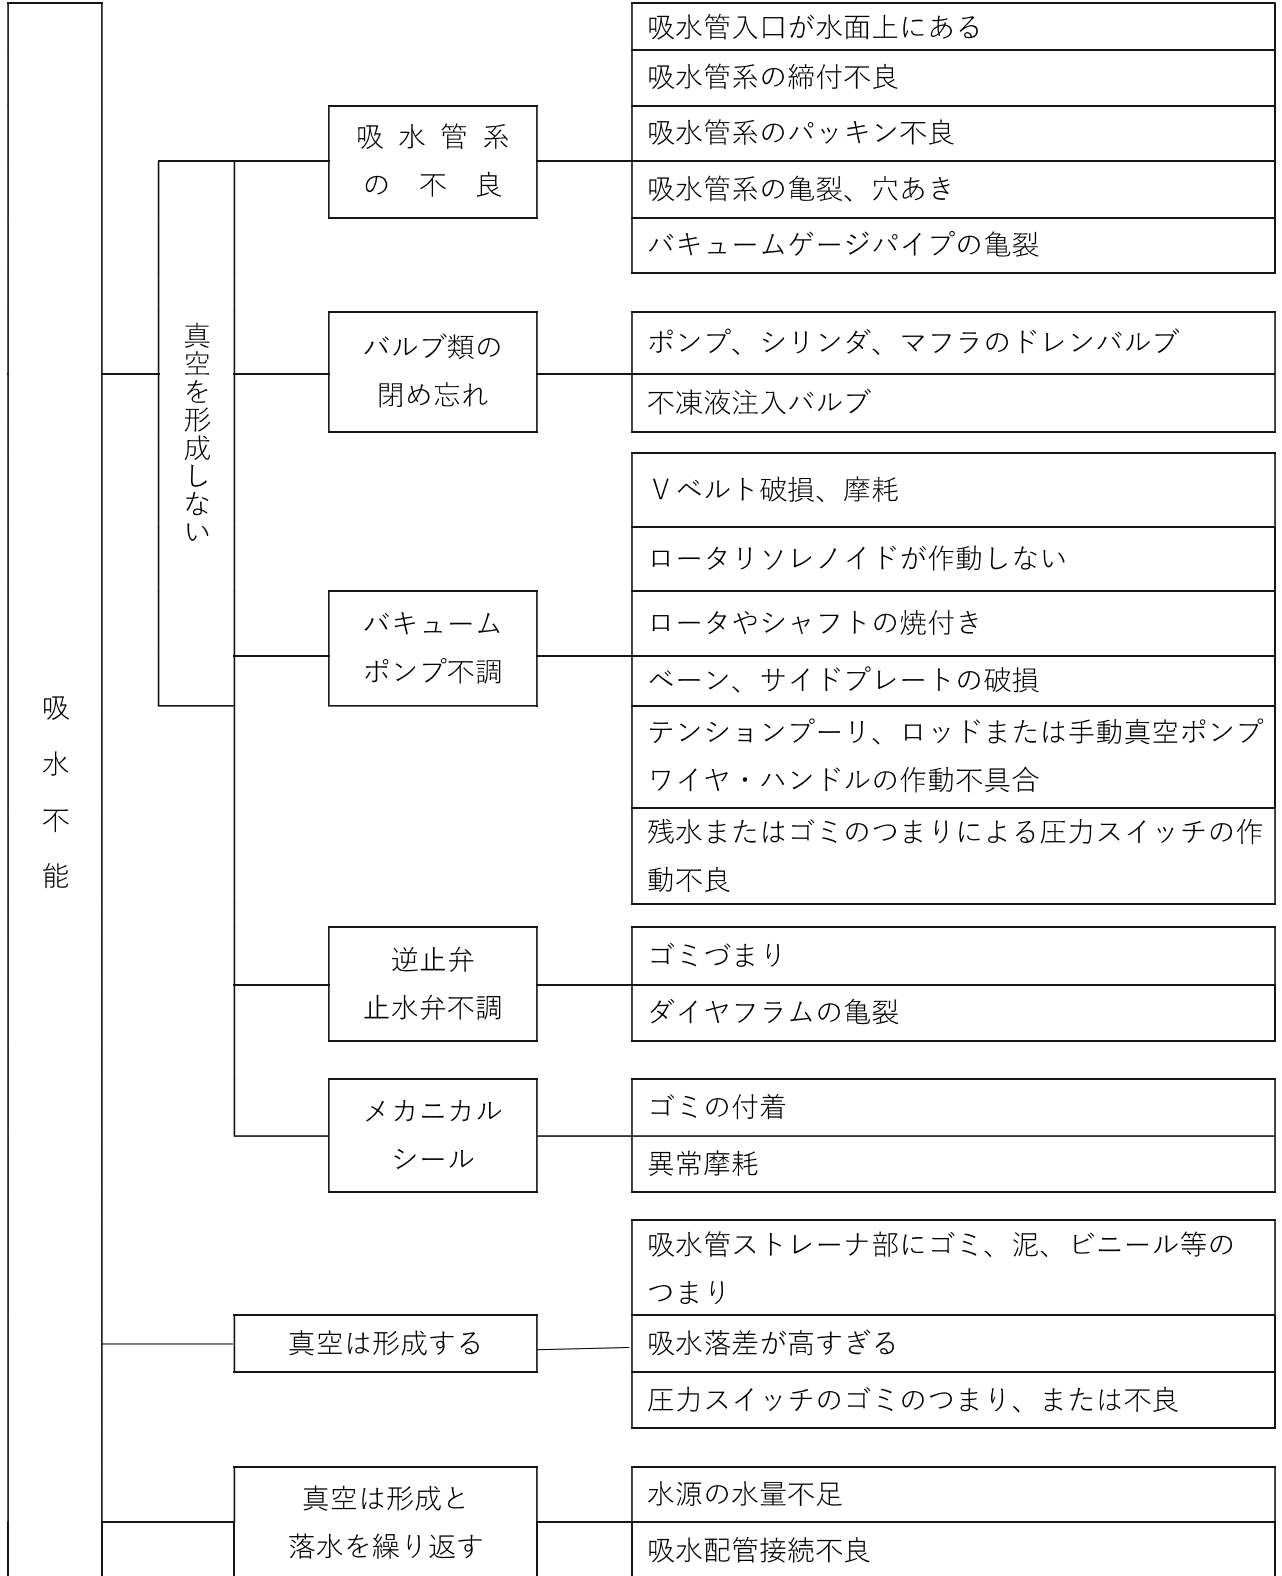 吸水不能
真空を形成しない
吸水管系
の不良
吸水管入口が水面上にある
吸水管系の締付不良
吸水管系のパッキン不良
吸水管系の亀裂、穴あき
バキュームゲージパイプの亀裂
バルブ類の
閉め忘れ
ポンプ、シリンダ、マフラのドレンバルブ
不凍液注入バルブ
バキューム
ポンプ不調
Ｖベルト破損、摩耗
ロータリソレノイドが作動しない
ロータやシャフトの焼付き
ベーン、サイドプレートの破損
テンションプーリ、ロッドまたは手動真空ポンプ
ワイヤ・ハンドルの作動不具合
残水またはゴミのつまりによる圧力スイッチの作
動不良
逆止弁
止水弁不調
ゴミづまり
ダイヤフラムの亀裂
メカニカル
シール
ゴミの付着
異常摩耗
真空は形成する
吸水管ストレーナ部にゴミ、泥、ビニール等の
つまり
吸水落差が高すぎる
圧力スイッチのゴミのつまり、または不良
真空は形成と
落水を繰り返す
水源の水量不足
吸水配管接続不良